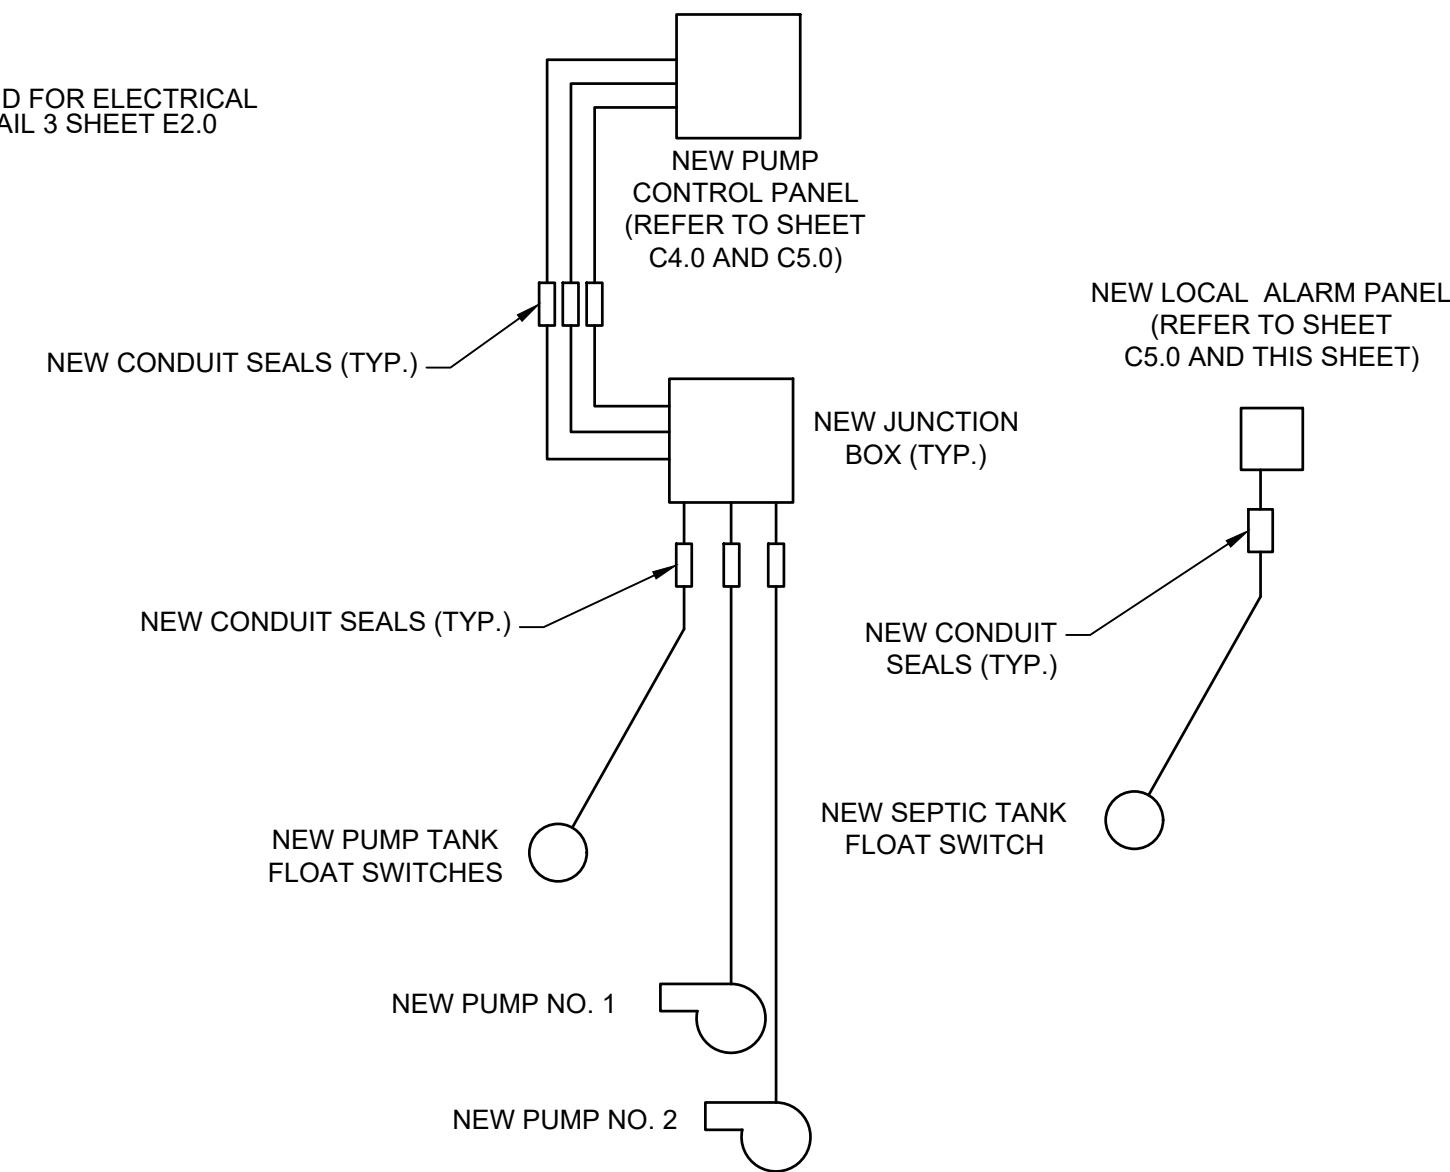 D FOR ELECTRICAL
AIL 3 SHEET E2.0
NEW PUMP
CONTROL PANEL
(REFER TO SHEET
C4.0 AND C5.0)
NEW LOCAL ALARM PANEL
(REFER TO SHEET
C5.0 AND THIS SHEET)
NEW CONDUIT SEALS (TYP.)
NEW JUNCTION
BOX (TYP.)
NEW CONDUIT SEALS (TYP.)
NEW CONDUIT
SEALS (TYP.)
NEW SEPTIC TANK
FLOAT SWITCH
NEW PUMP TANK
FLOAT SWITCHES
NEW PUMP NO. 1
NEW PUMP NO. 2